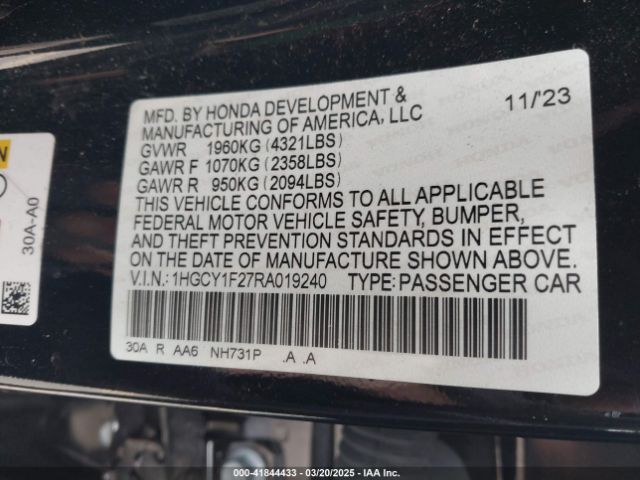 MFD. BY HONDA DEVELOPMENT &
MANUFACTURING OF AMERICA, LLC 11/'23
GVWR 1960KG (4321LBS)
GAWR F 1070KG (2358LBS)
GAWR R 950KG (2094LBS)
THIS VEHICLE CONFORMS TO ALL APPLICABLE
FEDERAL MOTOR VEHICLE SAFETY, BUMPER,
AND THEFT PREVENTION STANDARDS IN EFFECT
ON THE DATE OF MANUFACTURE SHOWN ABOVE.
V.I.N.: 1HGCY1F27RA019240 TYPE: PASSENGER CAR
30A R AA6 NH731P .A .A
30A-A0
000-41844433 — 03/20/2025 — IAA Inc.